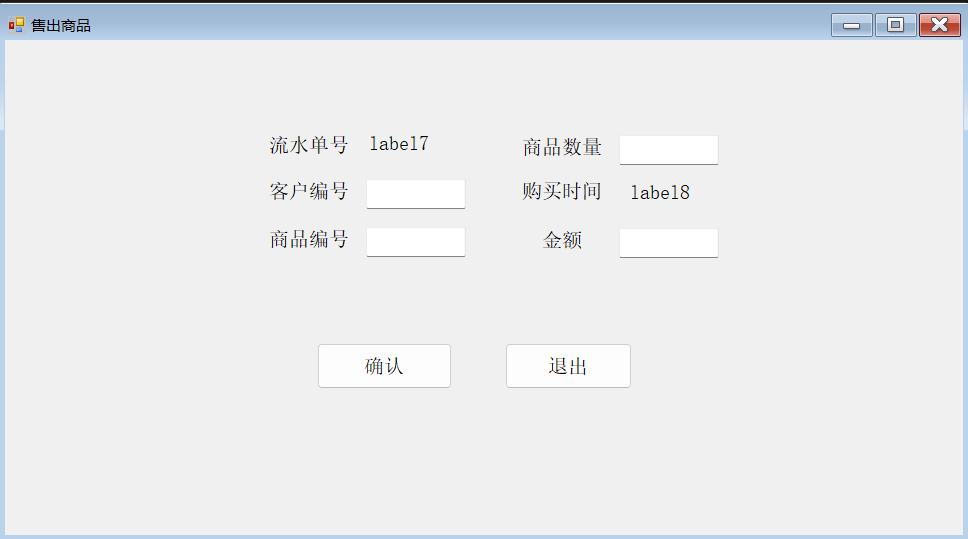 售出商品
流水单号 label7 商品数量
客户编号 购买时间 label8
商品编号 金额
确认 退出